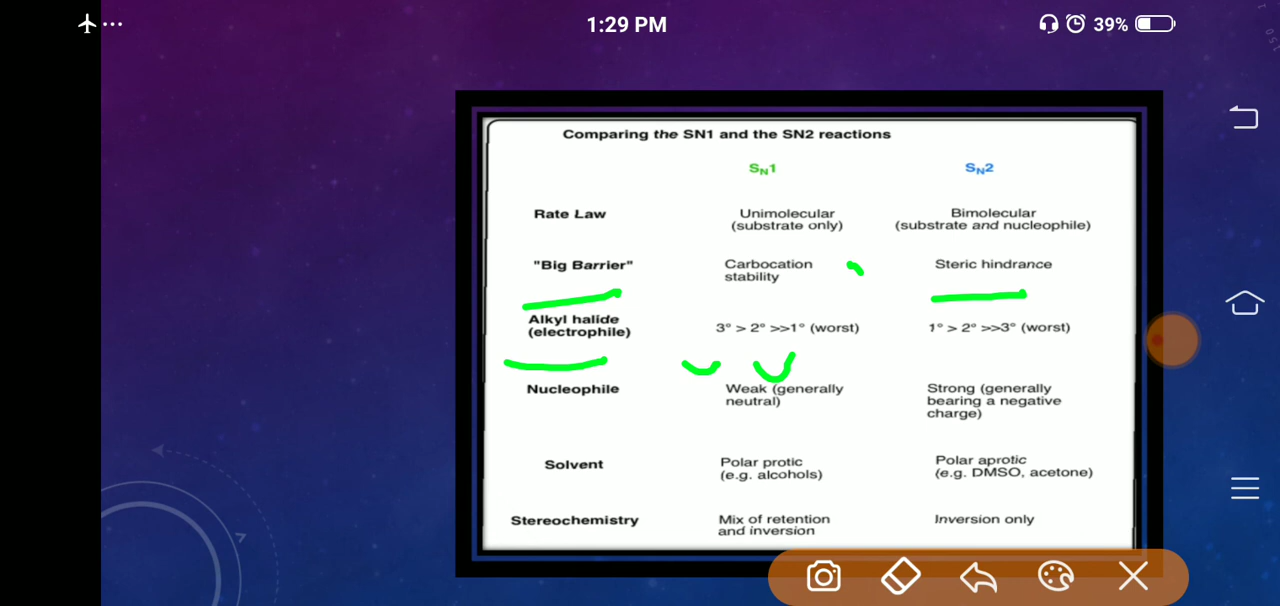 1:29 PM
39%
Comparing the SN1 and the SN2 reactions
SN1 SN2
Rate Law
Unimolecular
(substrate only)
Bimolecular
(substrate and nucleophile)
"Big Barrier"
Carbocation
stability
Steric hindrance
Alkyl halide
(electrophile)
3° > 2° >>1° (worst)
1° > 2° >>3° (worst)
Nucleophile
Weak (generally
neutral)
Strong (generally
bearing a negative
charge)
Solvent
Polar protic
(e.g. alcohols)
Polar aprotic
(e.g. DMSO, acetone)
Stereochemistry
Mix of retention
and inversion
Inversion only